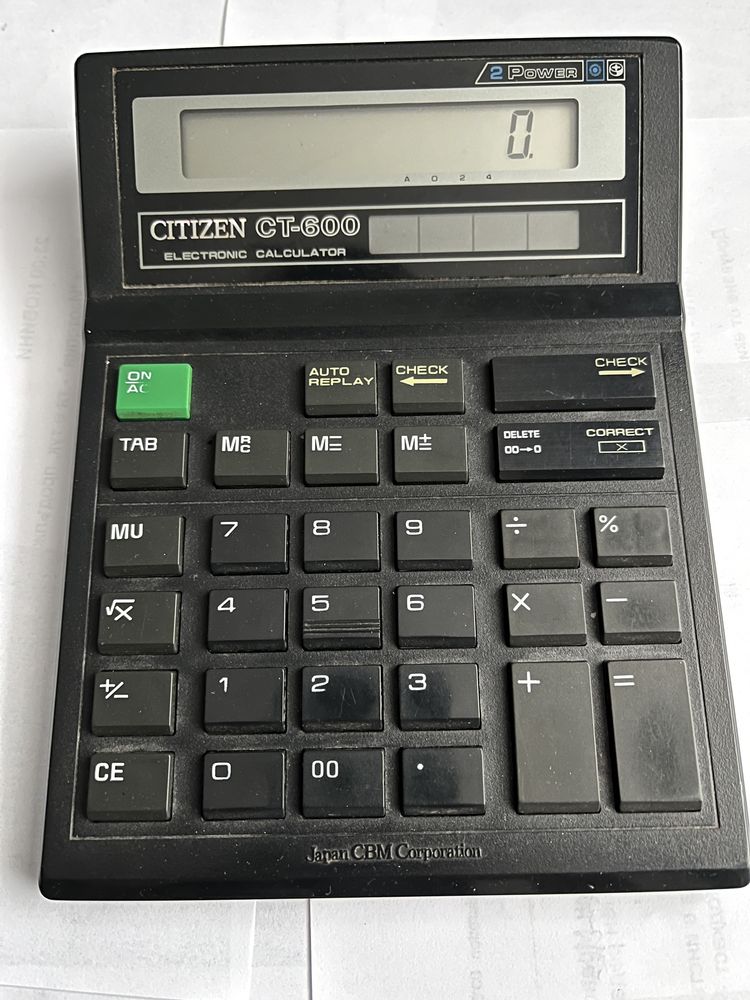 2 POWER
0.
A 0 2 4
CITIZEN CT-600
ELECTRONIC CALCULATOR
ON
AC
AUTO
REPLAY
CHECK ←
CHECK →
TAB
MR
C
M=
M±
DELETE
00→0
CORRECT
X
MU
7
8
9
÷
%
√X
4
5
6
X
−
+/−
1
2
3
+
=
CE
0
00
.
Japan CBM Corporation